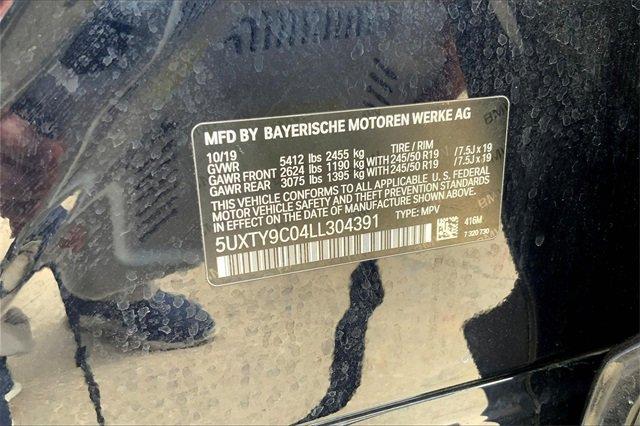 MFD BY BAYERISCHE MOTOREN WERKE AG
10/19 TIRE / RIM
GVWR 5412 lbs 2455 kg
GAWR FRONT 2624 lbs 1190 kg WITH 245/50 R19 /7.5J x 19
GAWR REAR 3075 lbs 1395 kg WITH 245/50 R19 /7.5J x 19
THIS VEHICLE CONFORMS TO ALL APPLICABLE U. S. FEDERAL
MOTOR VEHICLE SAFETY AND THEFT PREVENTION STANDARDS
IN EFFECT ON THE DATE OF MANUFACTURE SHOWN ABOVE.
5UXTY9C04LL304391 TYPE: MPV
416M
7 320 730